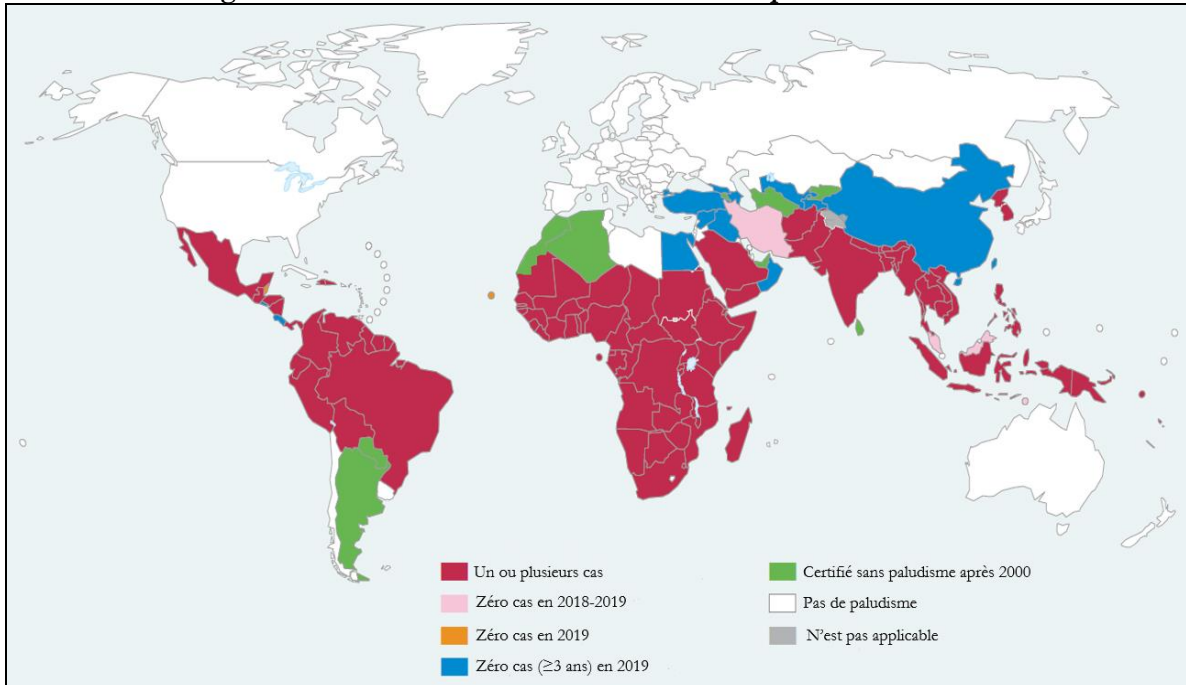 Un ou plusieurs cas
Zéro cas en 2018-2019
Zéro cas en 2019
Zéro cas (≥3 ans) en 2019
Certifié sans paludisme après 2000
Pas de paludisme
N'est pas applicable